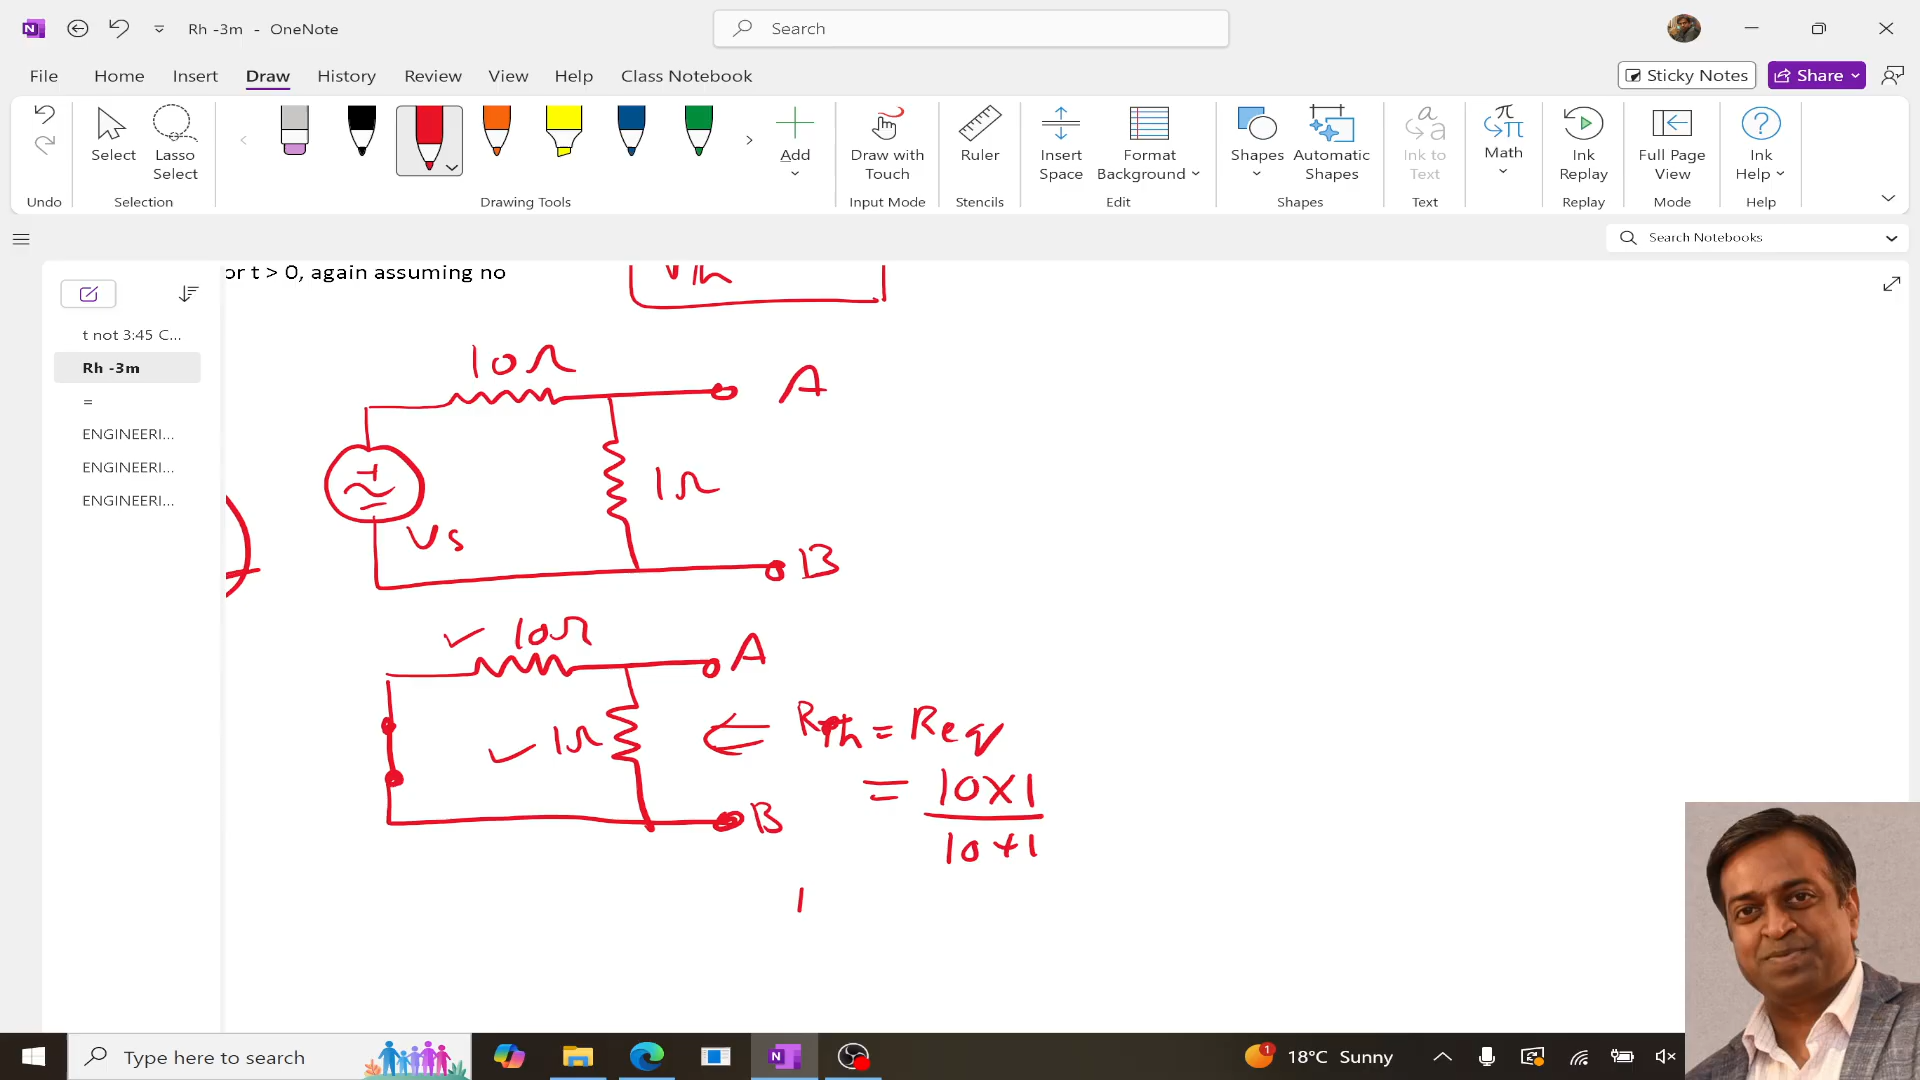 Rh -3m - OneNote
Search
File Home Insert Draw History Review View Help Class Notebook
Sticky Notes Share
Select
Lasso Select
Add
Draw with Touch
Ruler
Insert Space
Format Background
Shapes
Automatic Shapes
Ink to Text
Math
Ink Replay
Full Page View
Ink Help
Undo Selection Drawing Tools Input Mode Stencils Edit Shapes Text Replay Mode Help
Search Notebooks
t not 3:45 C...
Rh -3m
=
ENGINEERI...
ENGINEERI...
ENGINEERI...
or t > 0, again assuming no
Vth
10Ω
A
1Ω
Vs
B
10Ω
A
1Ω
Rth = Req
= 10×1
10+1
B
Type here to search
1
18°C Sunny